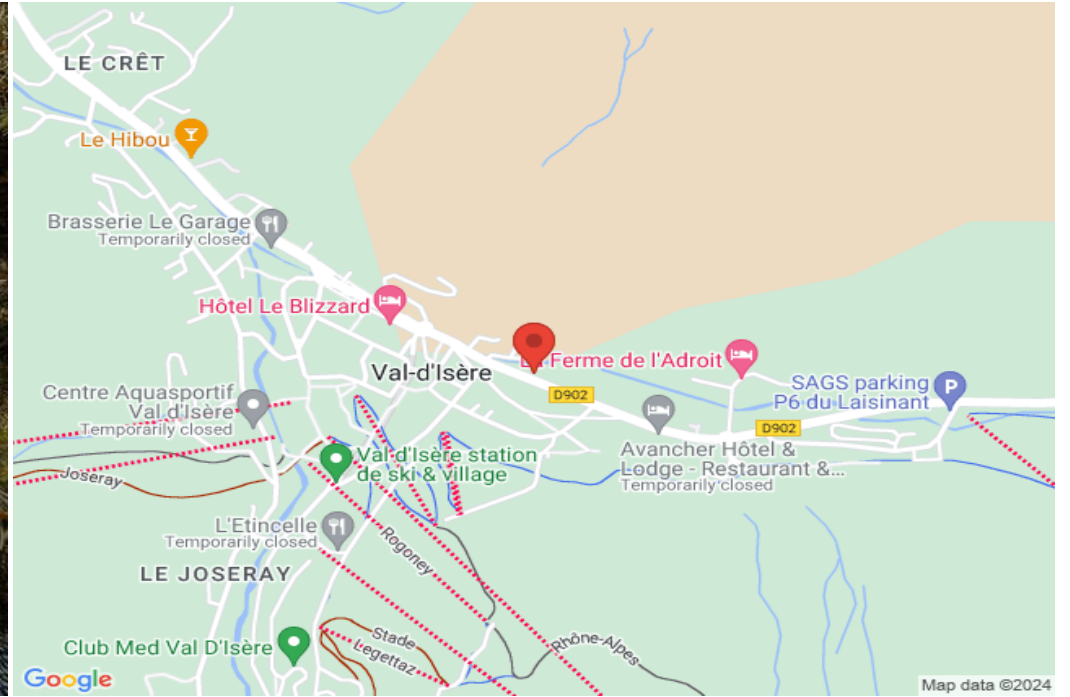 LE CRÊT
Le Hibou
Brasserie Le Garage
Temporarily closed
Hôtel Le Blizzard
Val-d'Isère
Ferme de l'Adroit
D902
SAGS parking
P6 du Laisinant
P
D902
Centre Aquasportif
Val d'Isère
Temporarily closed
Avancher Hôtel &
Lodge - Restaurant &...
Temporarily closed
Joseray
Val d'Isère station
de ski & village
L'Etincelle
Temporarily closed
Rogoney
LE JOSERAY
Stade
Legettaz
Rhône-Alpes
Club Med Val D'Isère
Google
Map data ©2024